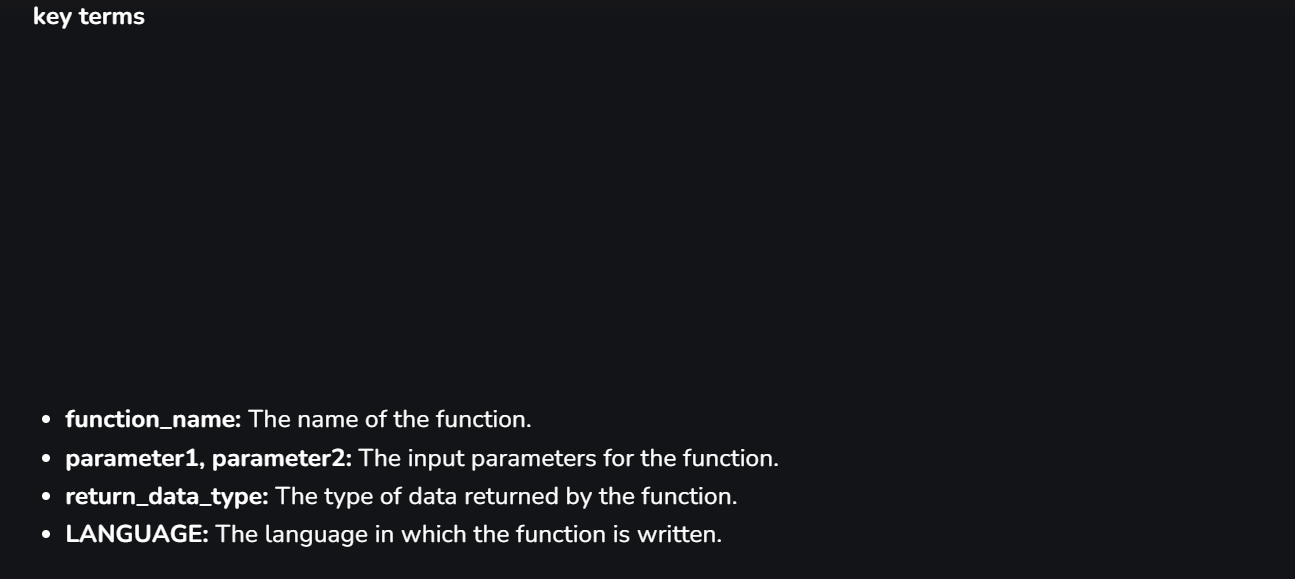 key terms
• function_name: The name of the function.
• parameter1, parameter2: The input parameters for the function.
• return_data_type: The type of data returned by the function.
• LANGUAGE: The language in which the function is written.